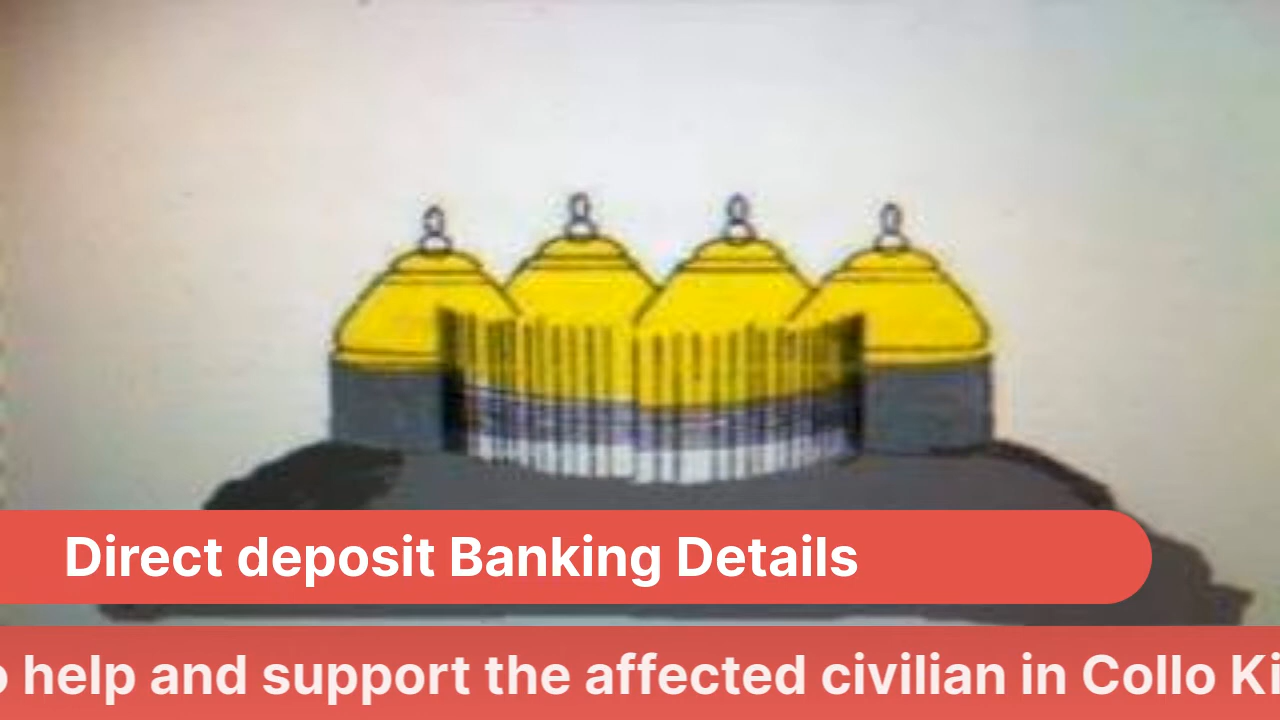 Direct deposit Banking Details
help and support the affected civilian in Collo